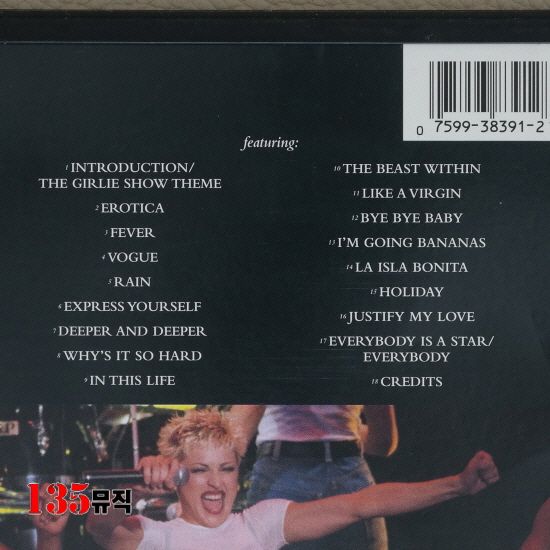 0 7599-38391-2
featuring:
1 INTRODUCTION/
THE GIRLIE SHOW THEME
2 EROTICA
3 FEVER
4 VOGUE
5 RAIN
6 EXPRESS YOURSELF
7 DEEPER AND DEEPER
8 WHY'S IT SO HARD
9 IN THIS LIFE
10 THE BEAST WITHIN
11 LIKE A VIRGIN
12 BYE BYE BABY
13 I'M GOING BANANAS
14 LA ISLA BONITA
15 HOLIDAY
16 JUSTIFY MY LOVE
17 EVERYBODY IS A STAR/
EVERYBODY
18 CREDITS
135뮤직